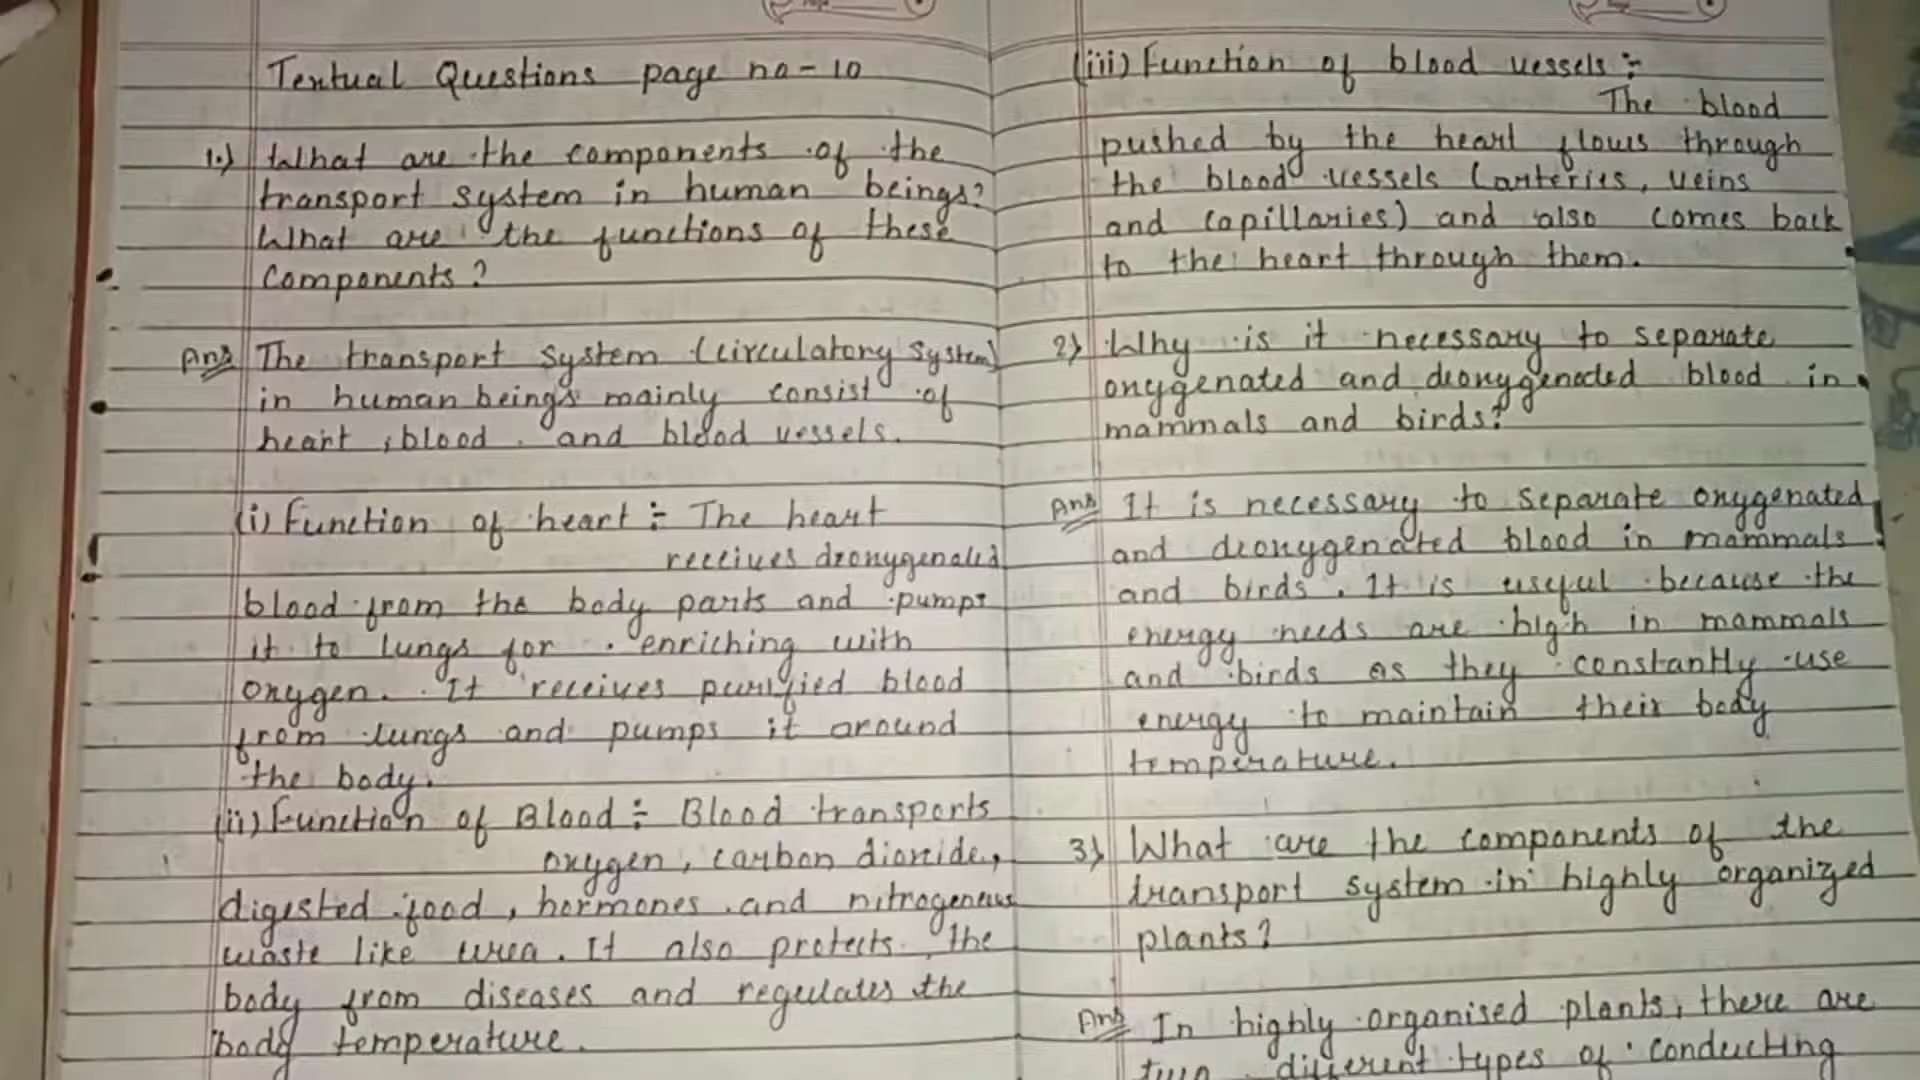 Textual Questions page no - 10
1.) What are the components of the
transport system in human beings?
What are the functions of these
components?
Ans The transport system (circulatory system)
in human beings mainly consist of
heart, blood and blood vessels.
(i) Function of heart :- The heart
receives deoxygenated
blood from the body parts and pumps
it to lungs for enriching with
oxygen. It receives purified blood
from lungs and pumps it around
the body.
(ii) Function of Blood :- Blood transports
oxygen, carbon dioxide,
digested food, hormones and nitrogenous
waste like urea. It also protects the
body from diseases and regulates the
body temperature.
(iii) Function of blood vessels :-
The blood
pushed by the heart flows through
the blood vessels (arteries, veins
and capillaries) and also comes back
to the heart through them.
2) Why is it necessary to separate
oxygenated and deoxygenated blood in
mammals and birds?
Ans It is necessary to separate oxygenated
and deoxygenated blood in mammals
and birds. It is useful because the
energy needs are high in mammals
and birds as they constantly use
energy to maintain their body
temperature.
3) What are the components of the
transport system in highly organized
plants?
Ans In highly organised plants, there are
two different types of conducting